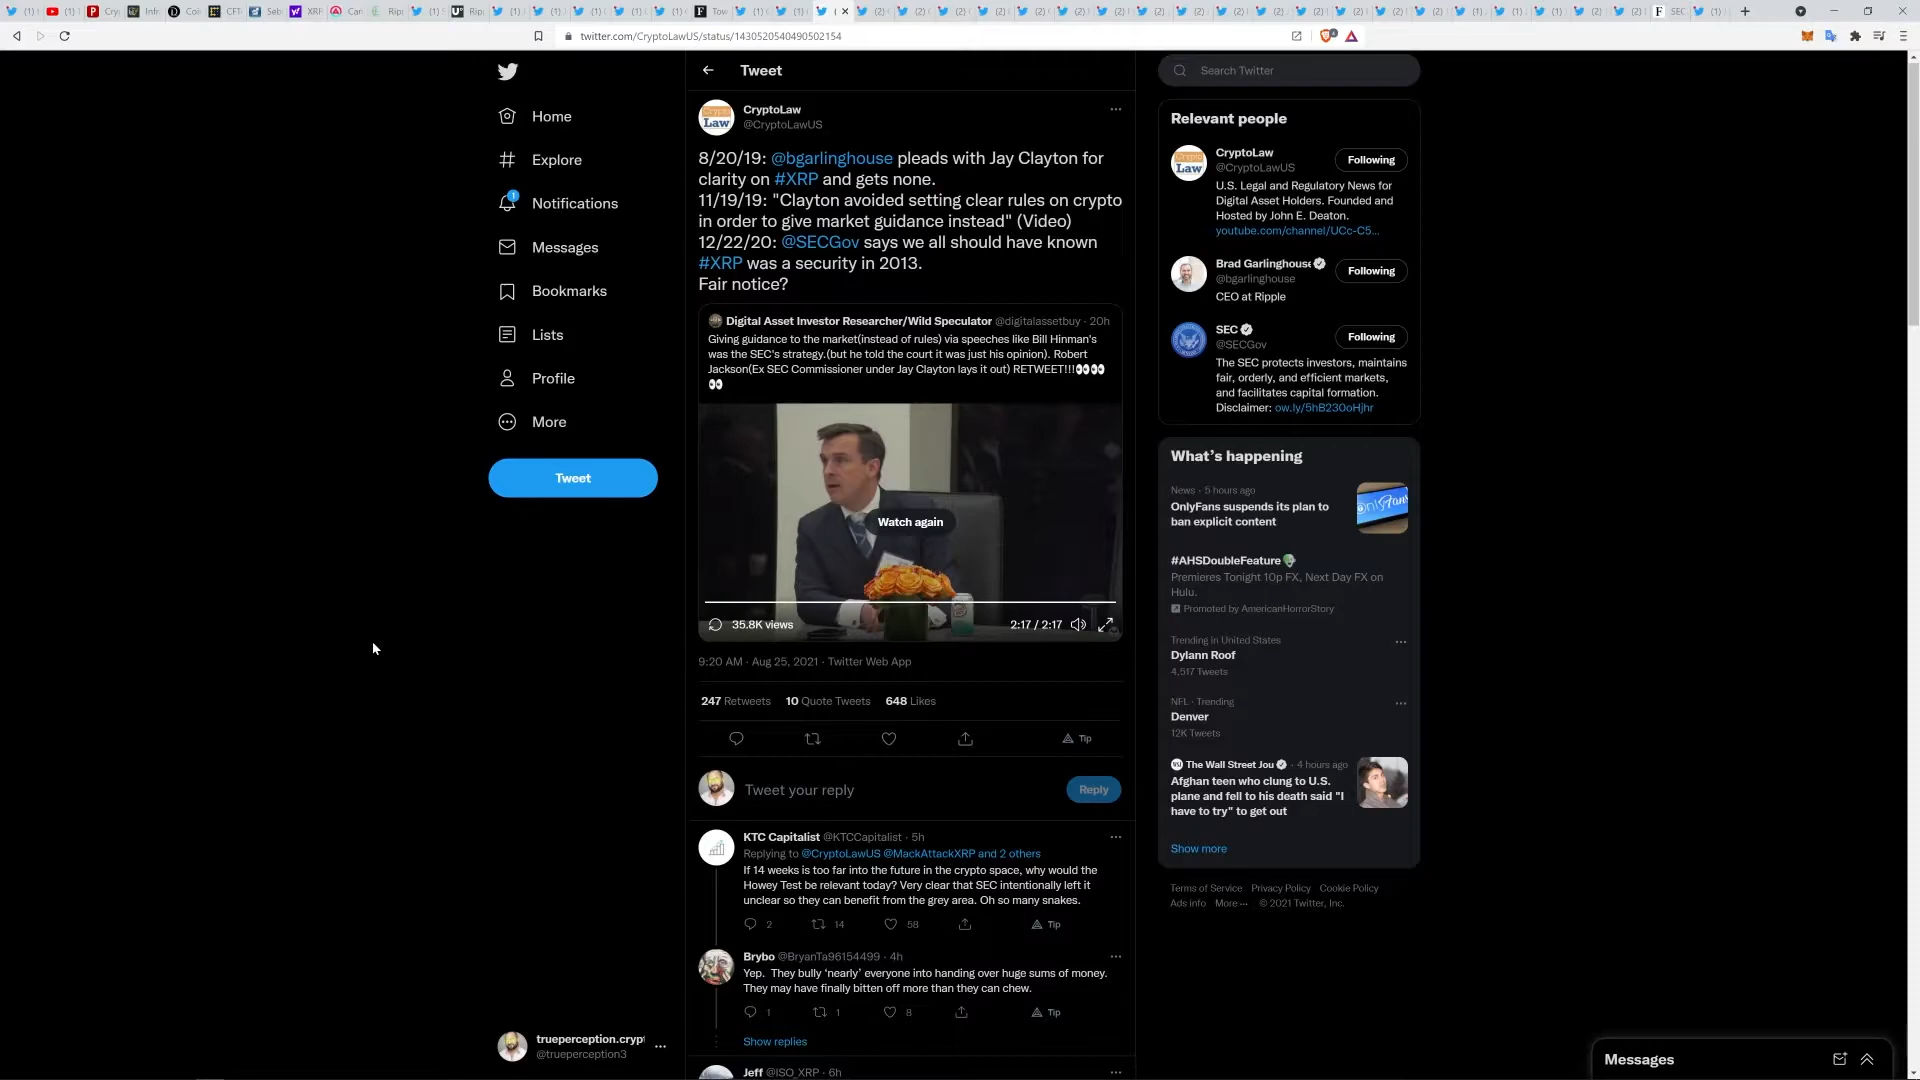 twitter.com/CryptoLawUS/status/1430520540490502154
Home
Explore
1
Notifications
Messages
Bookmarks
Lists
Profile
More
Tweet
trueperception.crypt
@trueperception3
Tweet
CryptoLaw
@CryptoLawUS
8/20/19: @bgarlinghouse pleads with Jay Clayton for
clarity on #XRP and gets none.
11/19/19: "Clayton avoided setting clear rules on crypto
in order to give market guidance instead" (Video)
12/22/20: @SECGov says we all should have known
#XRP was a security in 2013.
Fair notice?
Digital Asset Investor Researcher/Wild Speculator @digitalassetbuy · 20h
Giving guidance to the market(instead of rules) via speeches like Bill Hinman's
was the SEC's strategy.(but he told the court it was just his opinion). Robert
Jackson(Ex SEC Commissioner under Jay Clayton lays it out) RETWEET!!!👀👀
👀
Watch again
35.8K views
2:17 / 2:17
9:20 AM · Aug 25, 2021 · Twitter Web App
247 Retweets 10 Quote Tweets 648 Likes
Tip
Tweet your reply
Reply
KTC Capitalist @KTCCapitalist · 5h
Replying to @CryptoLawUS @MackAttackXRP and 2 others
If 14 weeks is too far into the future in the crypto space, why would the
Howey Test be relevant today? Very clear that SEC intentionally left it
unclear so they can benefit from the grey area. Oh so many snakes.
2 14 58 Tip
Brybo @BryanTa96154499 · 4h
Yep. They bully 'nearly' everyone into handing over huge sums of money.
They may have finally bitten off more than they can chew.
1 1 8 Tip
Show replies
Jeff @ISO_XRP · 6h
Search Twitter
Relevant people
CryptoLaw
@CryptoLawUS
Following
U.S. Legal and Regulatory News for
Digital Asset Holders. Founded and
Hosted by John E. Deaton.
youtube.com/channel/UCc-C5...
Brad Garlinghouse
@bgarlinghouse
Following
CEO at Ripple
SEC
@SECGov
Following
The SEC protects investors, maintains
fair, orderly, and efficient markets,
and facilitates capital formation.
Disclaimer: ow.ly/5hB230oHjhr
What's happening
News · 5 hours ago
OnlyFans suspends its plan to
ban explicit content
#AHSDoubleFeature
Premieres Tonight 10p FX, Next Day FX on
Hulu.
Promoted by AmericanHorrorStory
Trending in United States
Dylann Roof
4,517 Tweets
NFL · Trending
Denver
12K Tweets
The Wall Street Jou · 4 hours ago
Afghan teen who clung to U.S.
plane and fell to his death said "I
have to try" to get out
Show more
Terms of Service Privacy Policy Cookie Policy
Ads info More ··· © 2021 Twitter, Inc.
Messages